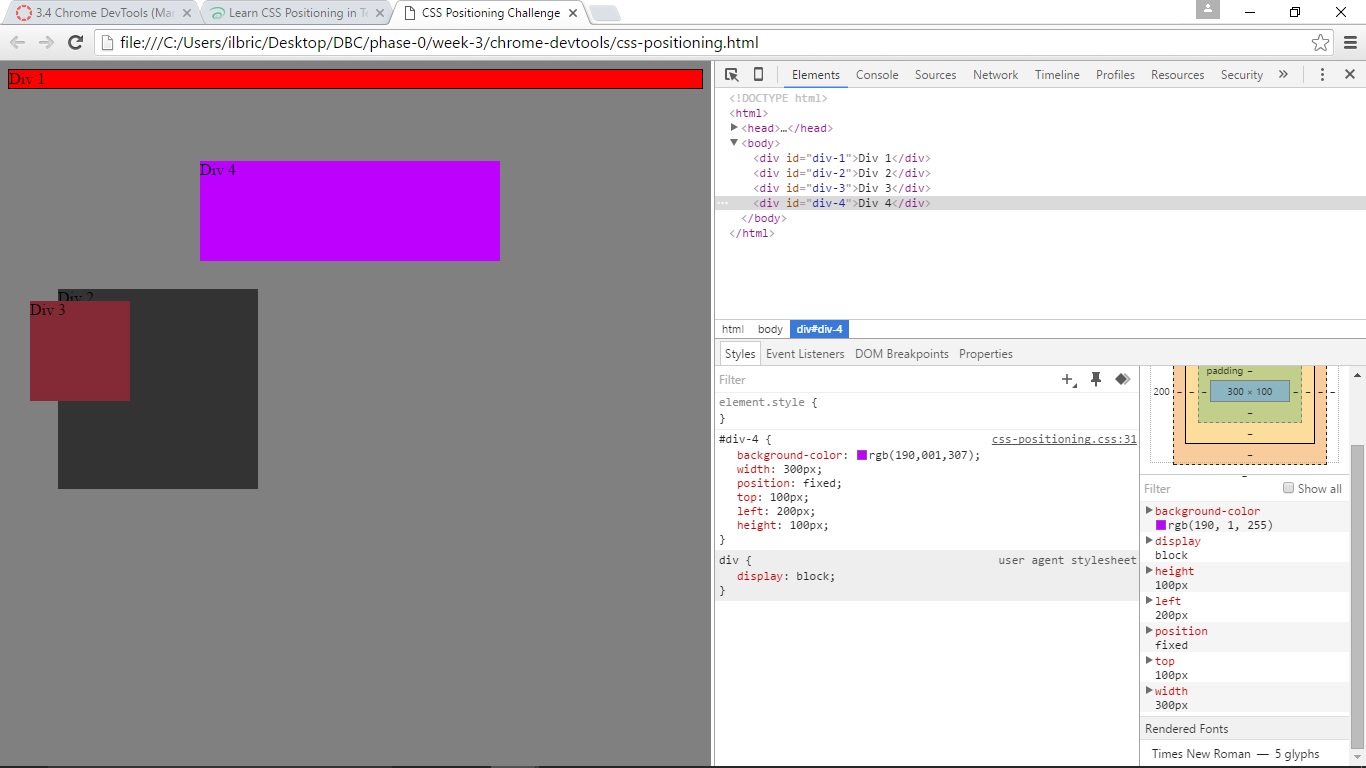 3.4 Chrome DevTools (Ma
Learn CSS Positioning in Te
CSS Positioning Challenge
file:///C:/Users/ilbric/Desktop/DBC/phase-0/week-3/chrome-devtools/css-positioning.html
Div 1
Div 4
Div 2
Div 3
Elements Console Sources Network Timeline Profiles Resources Security »
<!DOCTYPE html>
<html>
<head>…</head>
<body>
<div id="div-1">Div 1</div>
<div id="div-2">Div 2</div>
<div id="div-3">Div 3</div>
<div id="div-4">Div 4</div>
</body>
</html>
html body div#div-4
Styles Event Listeners DOM Breakpoints Properties
Filter
element.style {
}
#div-4 { css-positioning.css:31
background-color: rgb(190,001,307);
width: 300px;
position: fixed;
top: 100px;
left: 200px;
height: 100px;
}
div { user agent stylesheet
display: block;
}
padding –
200 – – – 300 × 100 – – – –
–
–
–
–
Filter Show all
background-color
rgb(190, 1, 255)
display
block
height
100px
left
200px
position
fixed
top
100px
width
300px
Rendered Fonts
Times New Roman — 5 glyphs